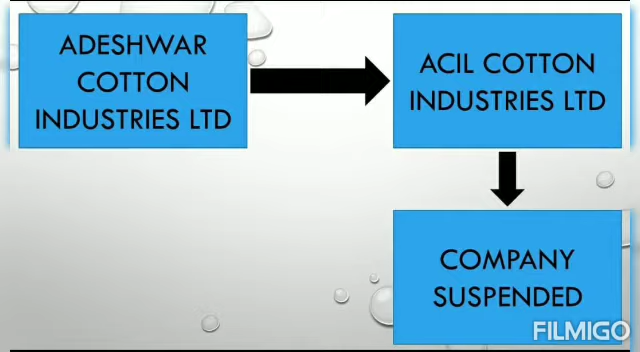 ADESHWAR
COTTON
INDUSTRIES LTD
ACIL COTTON
INDUSTRIES LTD
COMPANY
SUSPENDED
FILMIGO